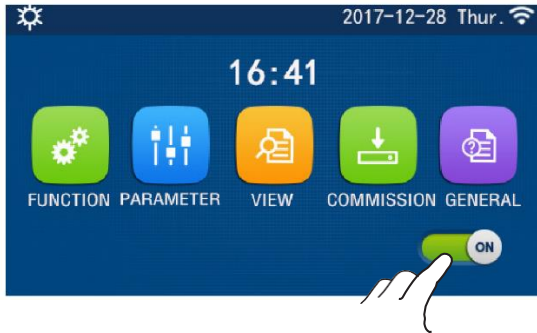 2017-12-28 Thur.
16:41
FUNCTION PARAMETER VIEW COMMISSION GENERAL
ON